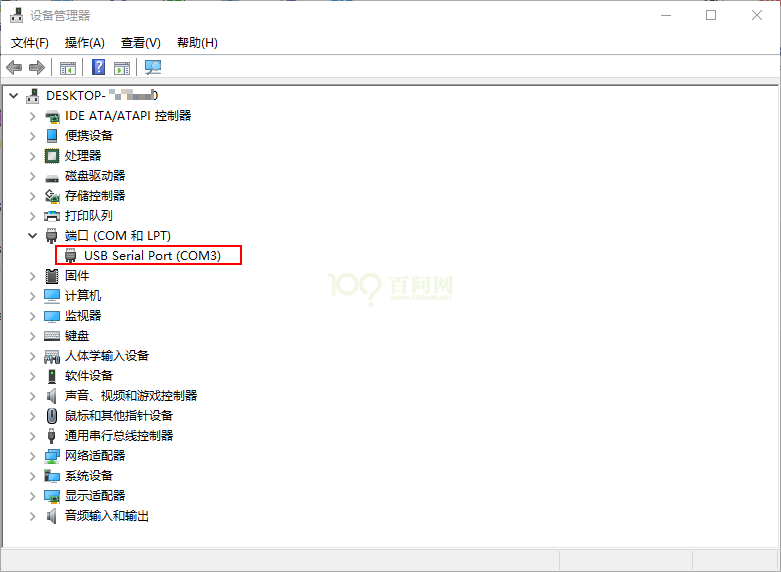 设备管理器
文件(F) 操作(A) 查看(V) 帮助(H)
DESKTOP-
IDE ATA/ATAPI 控制器
便携设备
处理器
磁盘驱动器
存储控制器
打印队列
端口 (COM 和 LPT)
USB Serial Port (COM3)
固件
计算机
监视器
键盘
人体学输入设备
软件设备
声音、视频和游戏控制器
鼠标和其他指针设备
通用串行总线控制器
网络适配器
系统设备
显示适配器
音频输入和输出
百问网
www.100ask.net